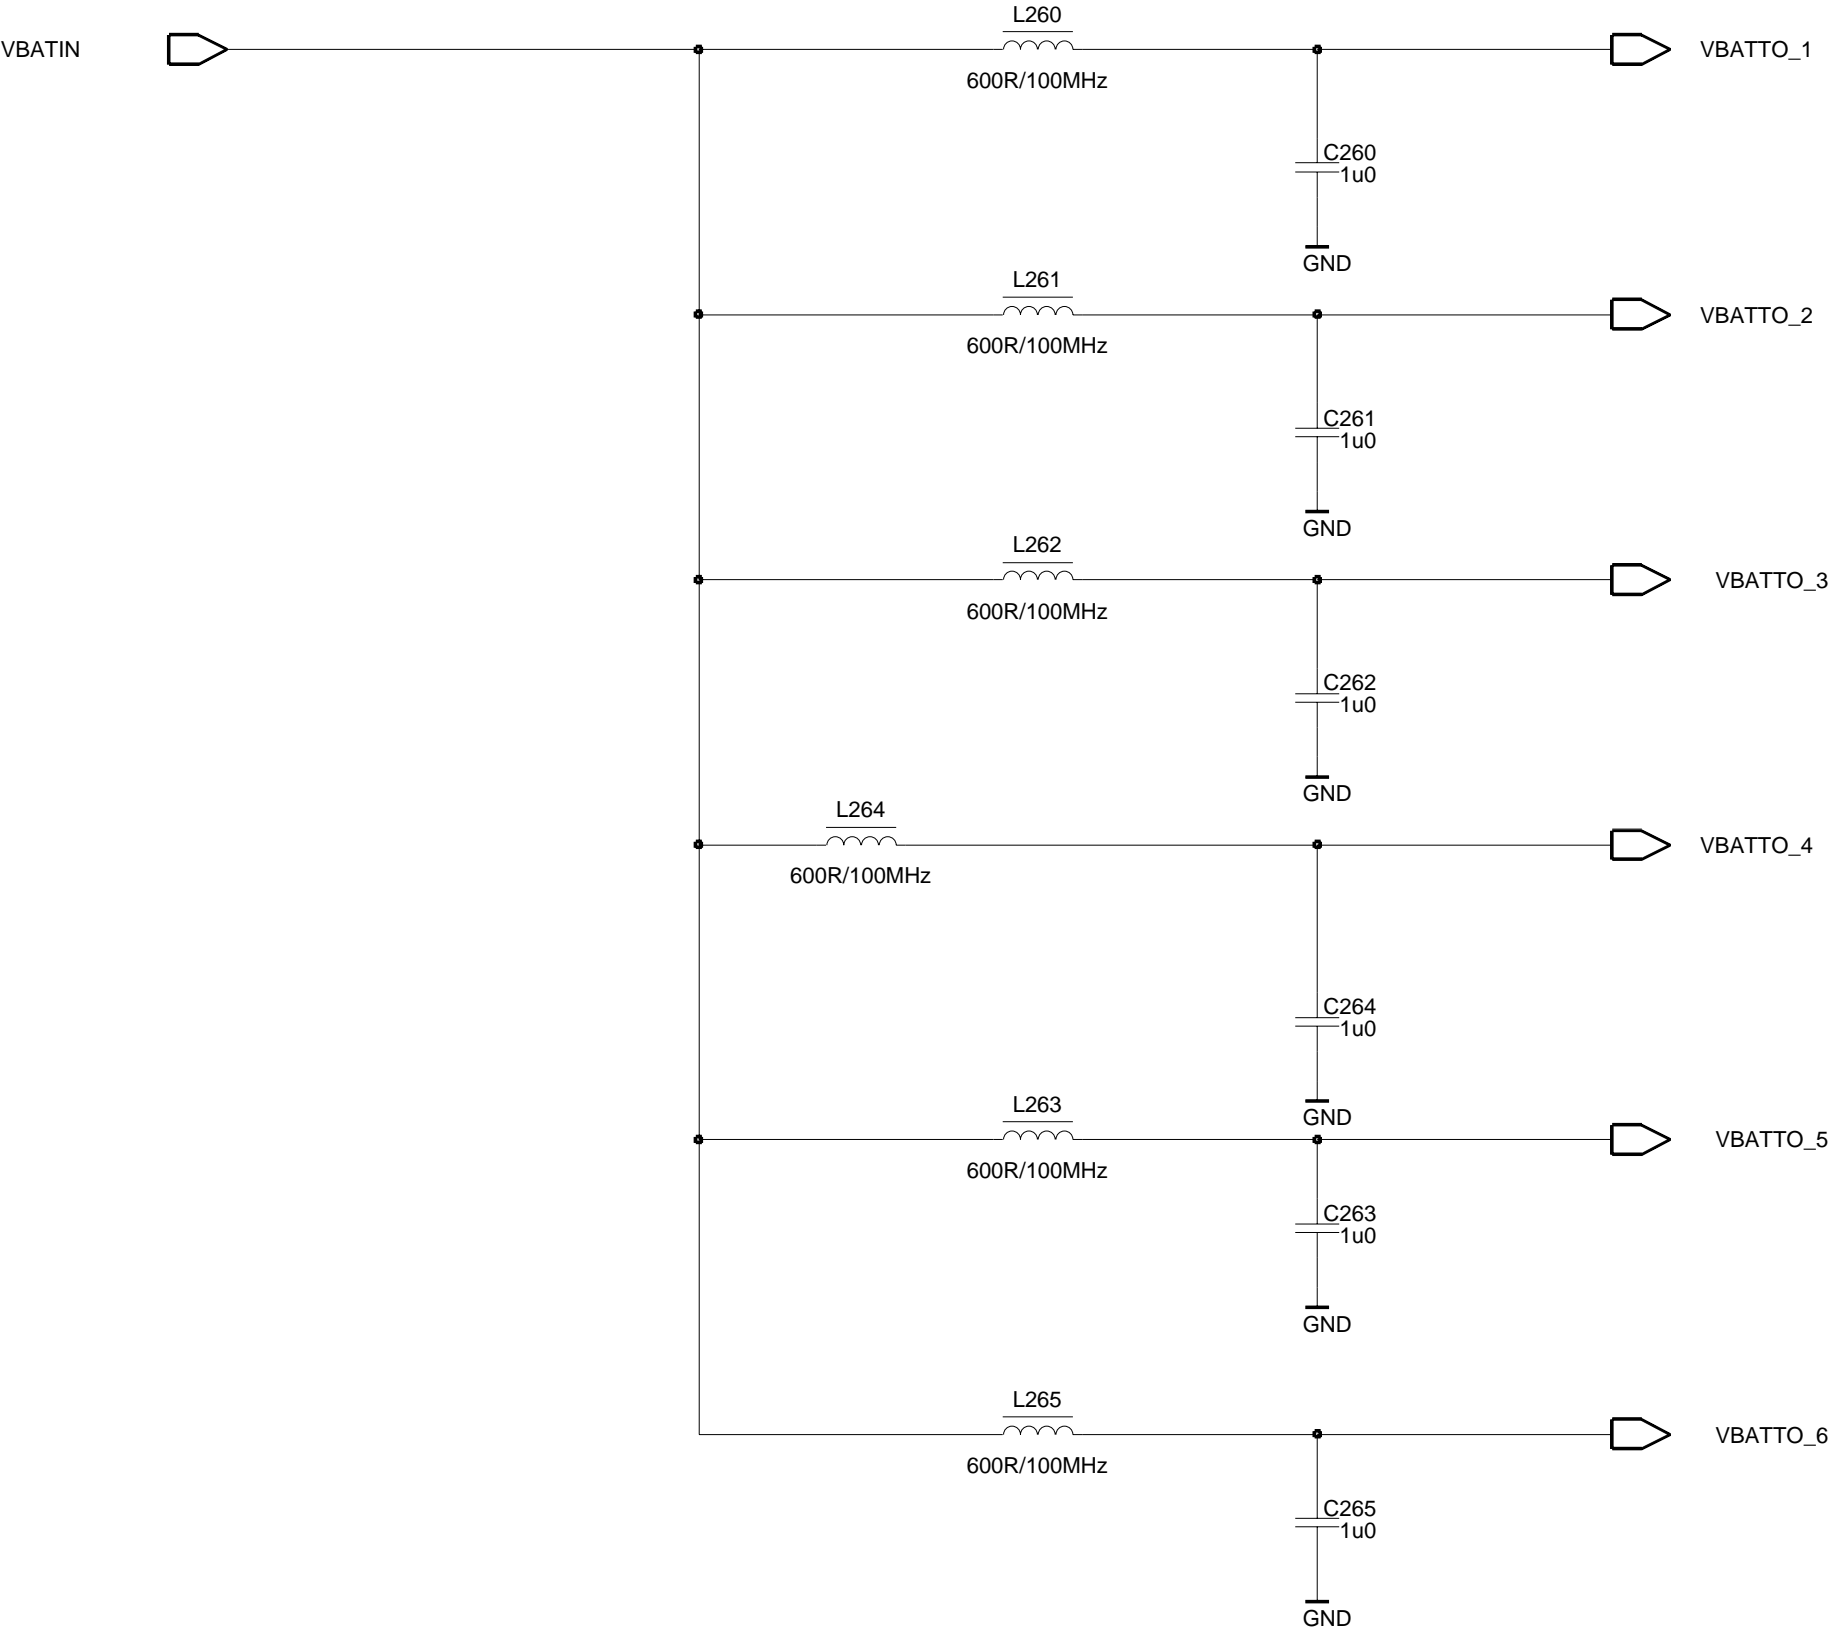 L260
VBATIN
VBATTO_1
600R/100MHz
C260
1u0
GND
L261
VBATTO_2
600R/100MHz
C261
1u0
GND
L262
VBATTO_3
600R/100MHz
C262
1u0
GND
L264
VBATTO_4
600R/100MHz
C264
1u0
GND
L263
VBATTO_5
600R/100MHz
C263
1u0
GND
L265
VBATTO_6
600R/100MHz
C265
1u0
GND